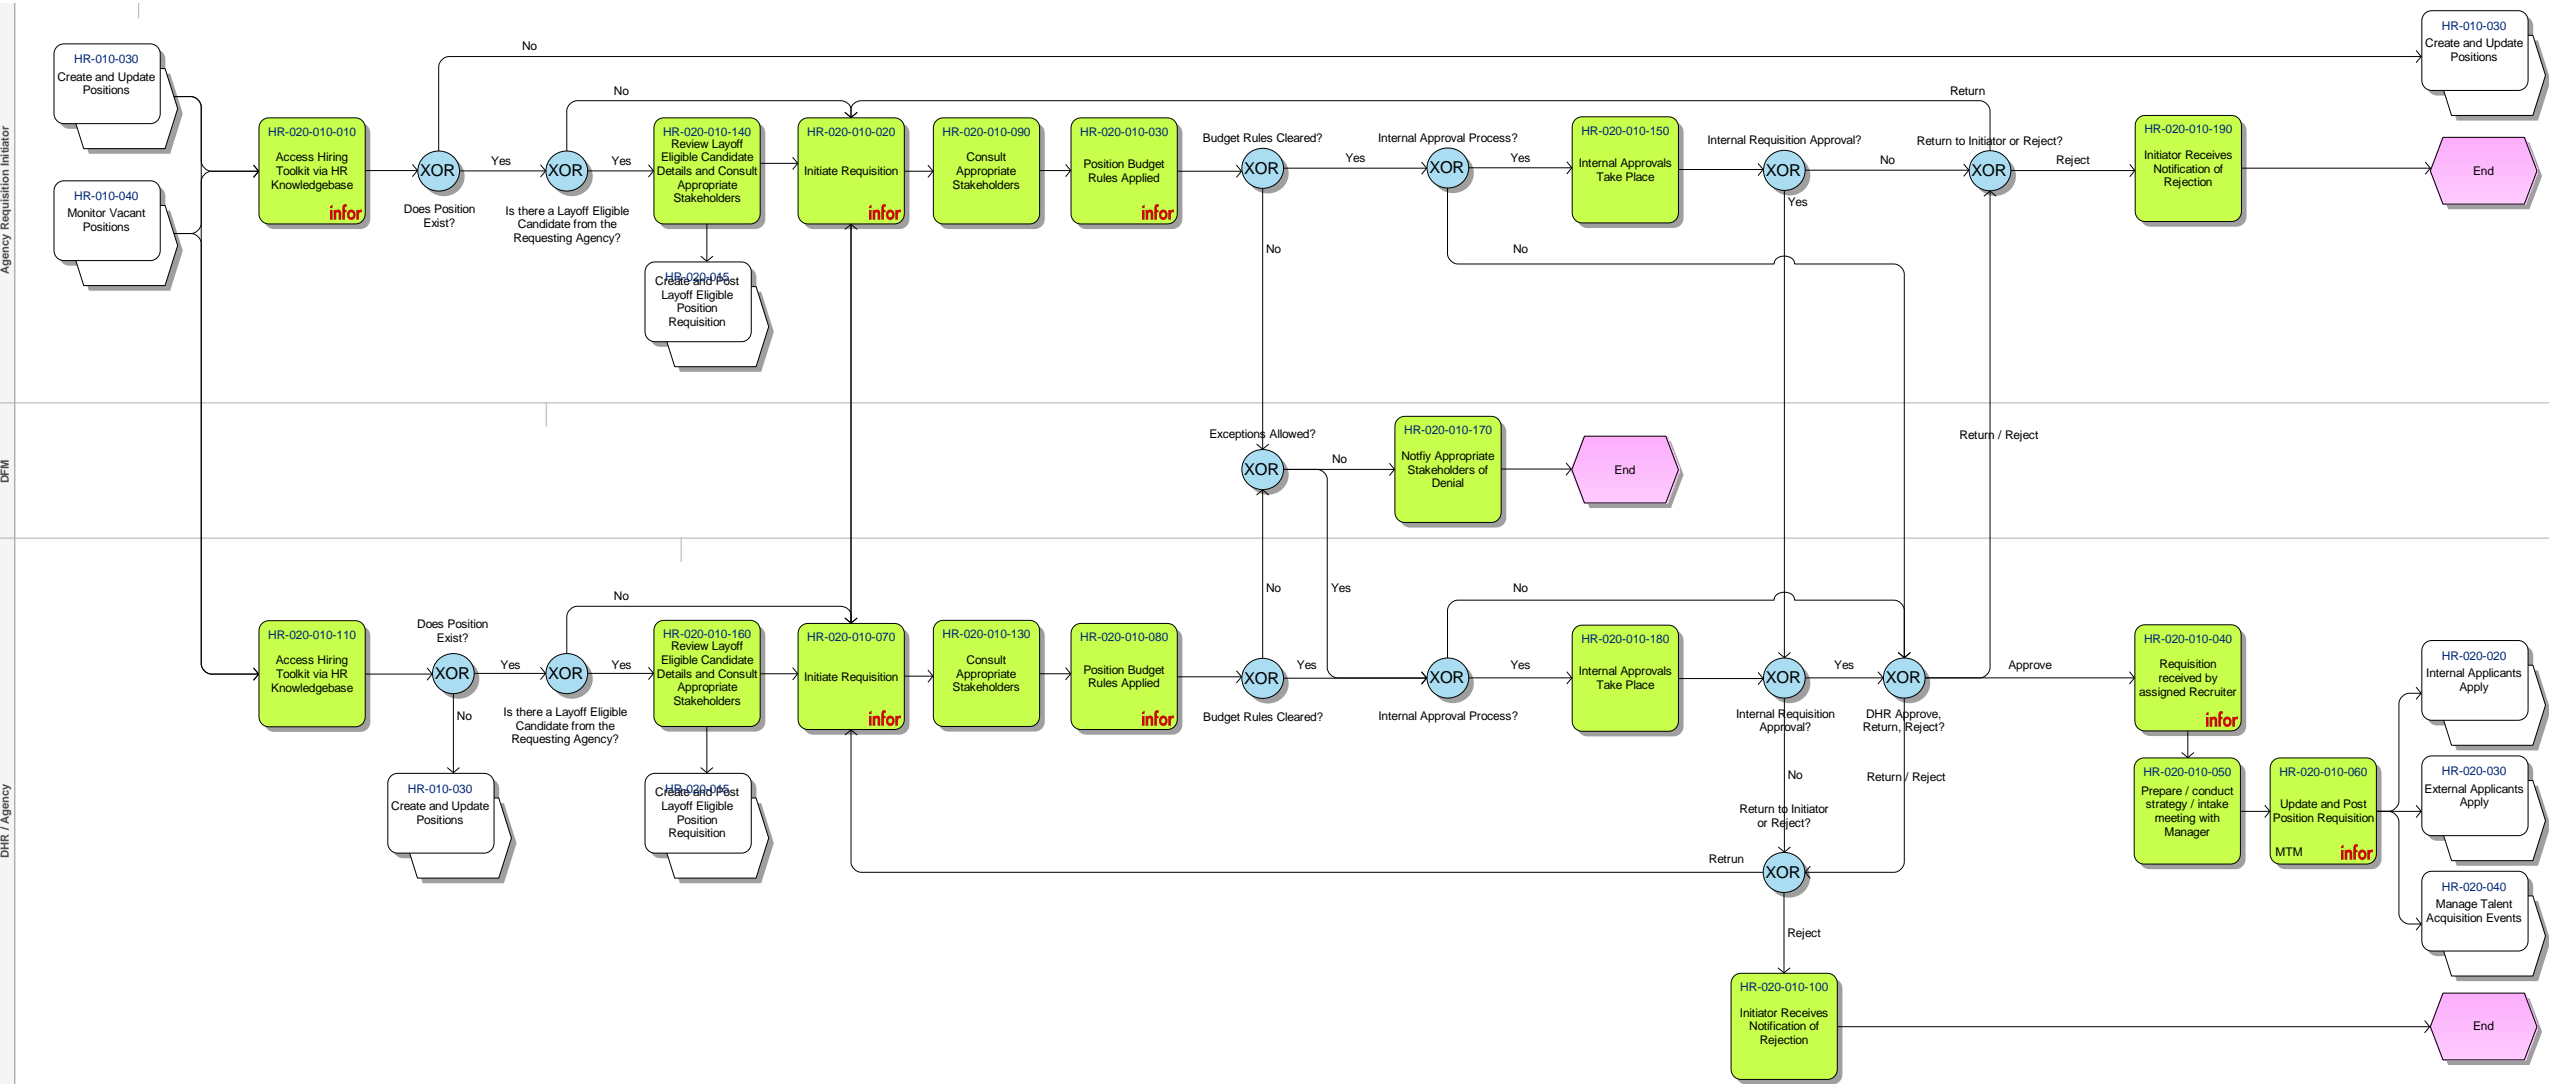 Agency Requisition Initiator
HR-010-030
Create and Update
Positions
HR-010-040
Monitor Vacant
Positions
HR-020-010-010
Access Hiring
Toolkit via HR
Knowledgebase
infor
XOR
Does Position
Exist?
No
Yes
XOR
Is there a Layoff Eligible
Candidate from the
Requesting Agency?
No
Yes
HR-020-010-140
Review Layoff
Eligible Candidate
Details and Consult
Appropriate
Stakeholders
HR-020-015
Create and Post
Layoff Eligible
Position
Requisition
HR-020-010-020
Initiate Requisition
infor
HR-020-010-090
Consult
Appropriate
Stakeholders
HR-020-010-030
Position Budget
Rules Applied
infor
Budget Rules Cleared?
XOR
Yes
No
Internal Approval Process?
XOR
Yes
No
HR-020-010-150
Internal Approvals
Take Place
Internal Requisition Approval?
XOR
No
Yes
Return
Return to Initiator or Reject?
XOR
Reject
HR-020-010-190
Initiator Receives
Notification of
Rejection
HR-010-030
Create and Update
Positions
End
DFM
Exceptions Allowed?
XOR
No
HR-020-010-170
Notfiy Appropriate
Stakeholders of
Denial
End
Return / Reject
DHR / Agency
HR-020-010-110
Access Hiring
Toolkit via HR
Knowledgebase
Does Position
Exist?
XOR
Yes
No
HR-010-030
Create and Update
Positions
XOR
Is there a Layoff Eligible
Candidate from the
Requesting Agency?
No
Yes
HR-020-010-160
Review Layoff
Eligible Candidate
Details and Consult
Appropriate
Stakeholders
HR-020-015
Create and Post
Layoff Eligible
Position
Requisition
HR-020-010-070
Initiate Requisition
infor
HR-020-010-130
Consult
Appropriate
Stakeholders
HR-020-010-080
Position Budget
Rules Applied
infor
No
Yes
XOR
Yes
Budget Rules Cleared?
No
XOR
Yes
Internal Approval Process?
HR-020-010-180
Internal Approvals
Take Place
XOR
Yes
Internal Requisition
Approval?
No
XOR
DHR Approve,
Return, Reject?
Return / Reject
Approve
Return to Initiator
or Reject?
Retrun
XOR
Reject
HR-020-010-100
Initiator Receives
Notification of
Rejection
HR-020-010-040
Requisition
received by
assigned Recruiter
infor
HR-020-010-050
Prepare / conduct
strategy / intake
meeting with
Manager
HR-020-010-060
Update and Post
Position Requisition
MTM
infor
HR-020-020
Internal Applicants
Apply
HR-020-030
External Applicants
Apply
HR-020-040
Manage Talent
Acquisition Events
End